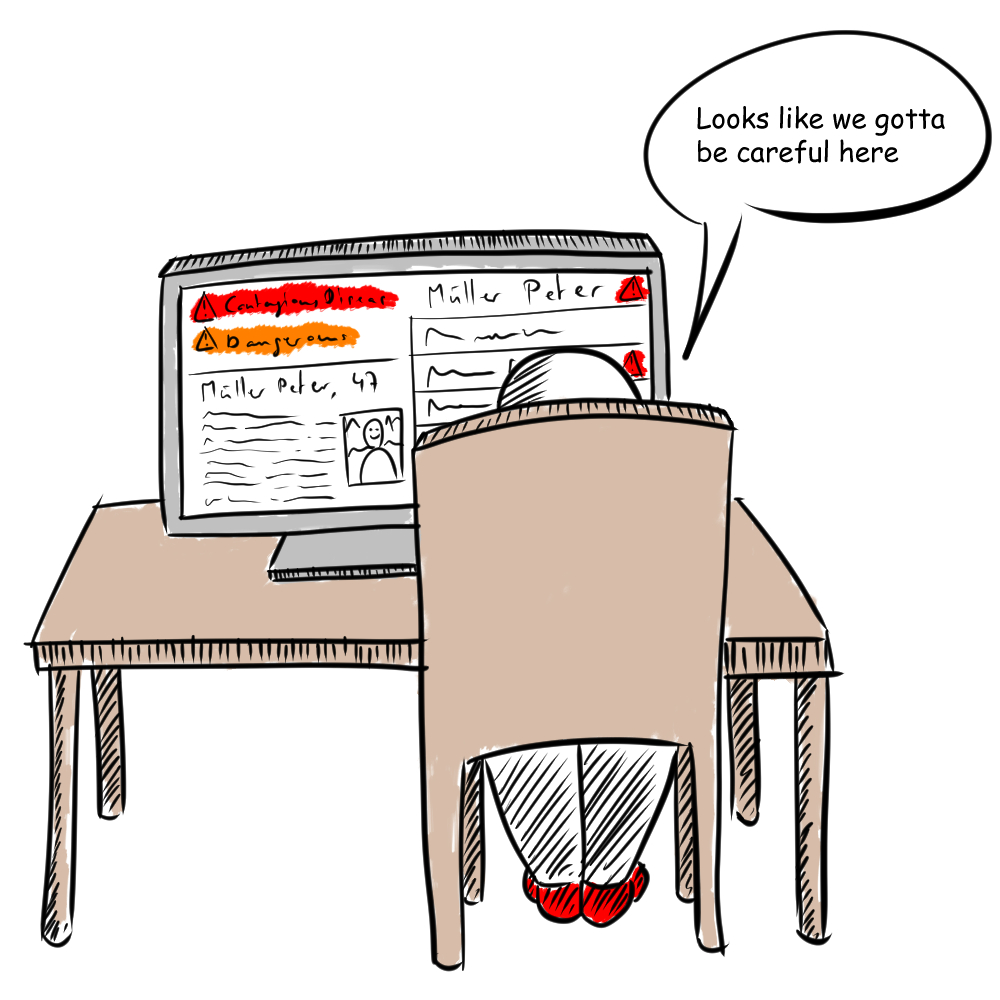 Looks like we gotta
be careful here
Contagious Disease
Dangerous
Müller Peter, 47
Müller Peter